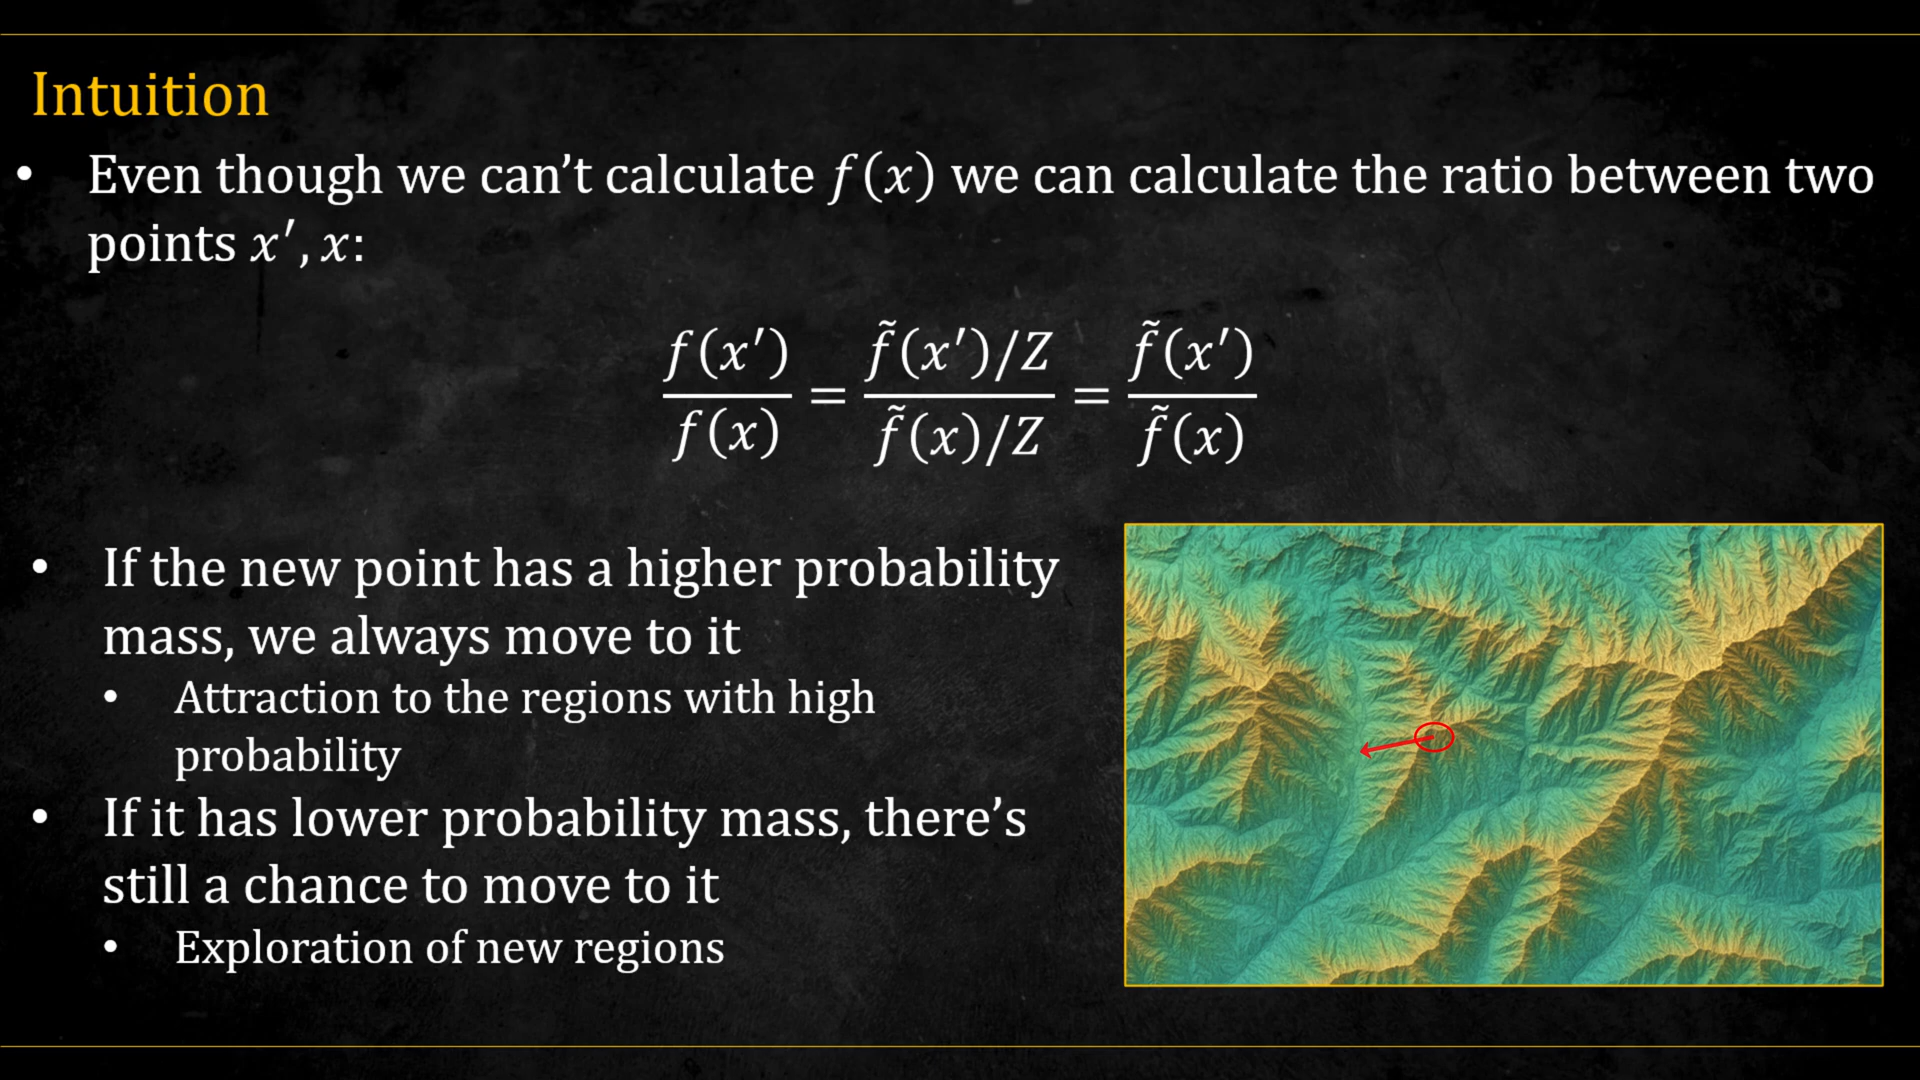 Intuition
• Even though we can’t calculate 𝑓(𝑥) we can calculate the ratio between two
points 𝑥′, 𝑥:
𝑓(𝑥′)/𝑓(𝑥) = (𝑓̃(𝑥′)/𝑍)/(𝑓̃(𝑥)/𝑍) = 𝑓̃(𝑥′)/𝑓̃(𝑥)
• If the new point has a higher probability
mass, we always move to it
• Attraction to the regions with high
probability
• If it has lower probability mass, there’s
still a chance to move to it
• Exploration of new regions